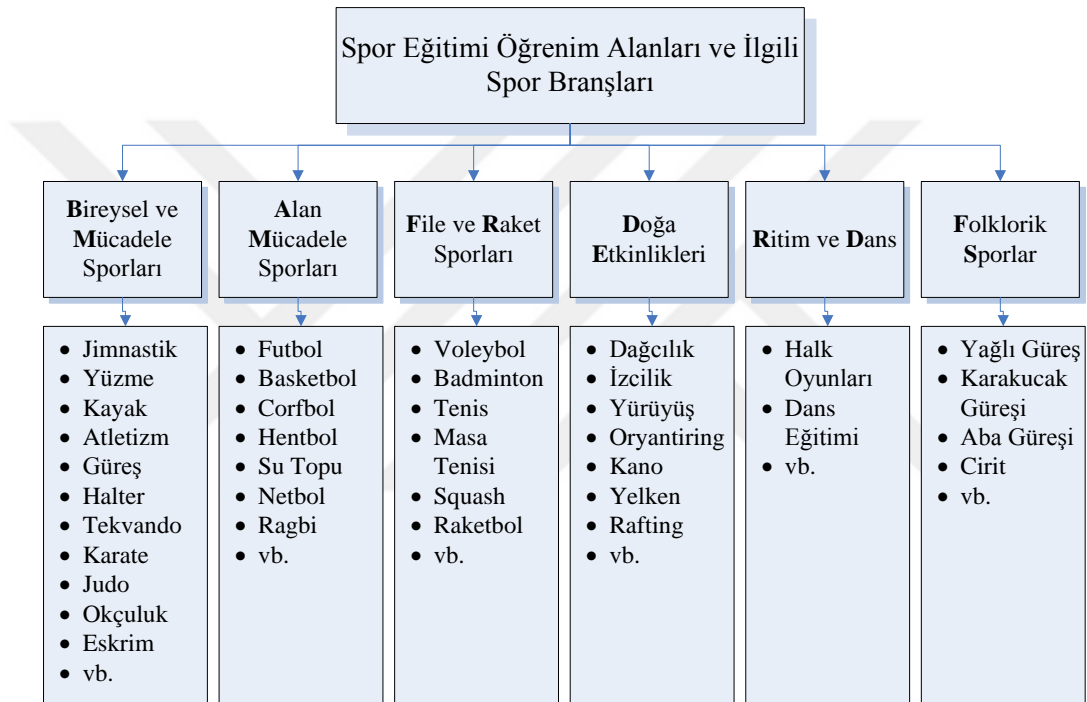 Spor Eğitimi Öğrenim Alanları ve İlgili
Spor Branşları
Bireysel ve
Mücadele
Sporları
Alan
Mücadele
Sporları
File ve Raket
Sporları
Doğa
Etkinlikleri
Ritim ve Dans
Folklorik
Sporlar
• Jimnastik
• Yüzme
• Kayak
• Atletizm
• Güreş
• Halter
• Tekvando
• Karate
• Judo
• Okçuluk
• Eskrim
• vb.
• Futbol
• Basketbol
• Corfbol
• Hentbol
• Su Topu
• Netbol
• Ragbi
• vb.
• Voleybol
• Badminton
• Tenis
• Masa
Tenisi
• Squash
• Raketbol
• vb.
• Dağcılık
• İzcilik
• Yürüyüş
• Oryantiring
• Kano
• Yelken
• Rafting
• vb.
• Halk
Oyunları
• Dans
Eğitimi
• vb.
• Yağlı Güreş
• Karakucak
Güreşi
• Aba Güreşi
• Cirit
• vb.